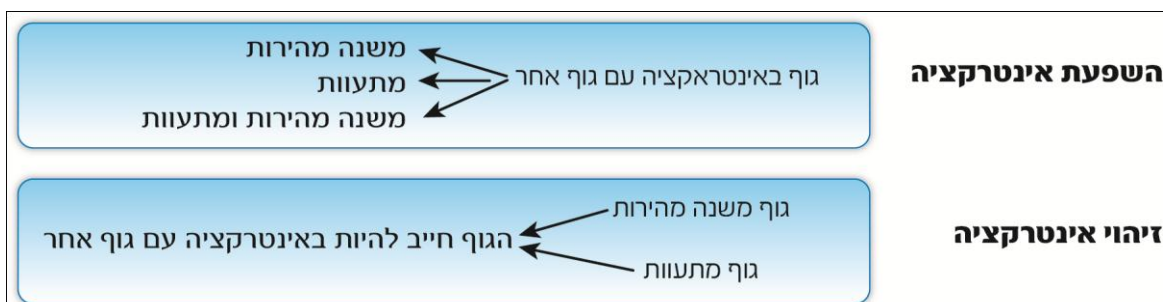 השפעת אינטרקציה
גוף באינטראקציה עם גוף אחר
משנה מהירות
מתעוות
משנה מהירות ומתעוות
זיהוי אינטרקציה
גוף משנה מהירות
גוף מתעוות
הגוף חייב להיות באינטרקציה עם גוף אחר